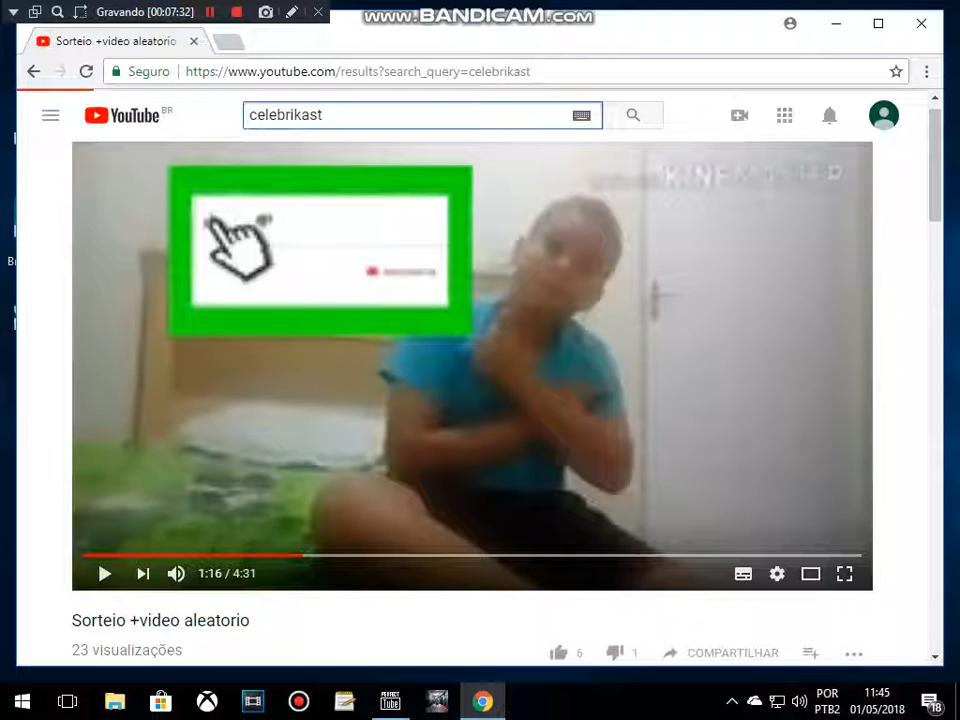 Gravando [00:07:32]
www.BANDICAM.com
Sorteio +video aleatorio
Seguro https://www.youtube.com/results?search_query=celebrikast
YouTube BR
celebrikast
KINEMASTER
1:16 / 4:31
Sorteio +video aleatorio
23 visualizações
6
1
COMPARTILHAR
POR
PTB2
11:45
01/05/2018
18